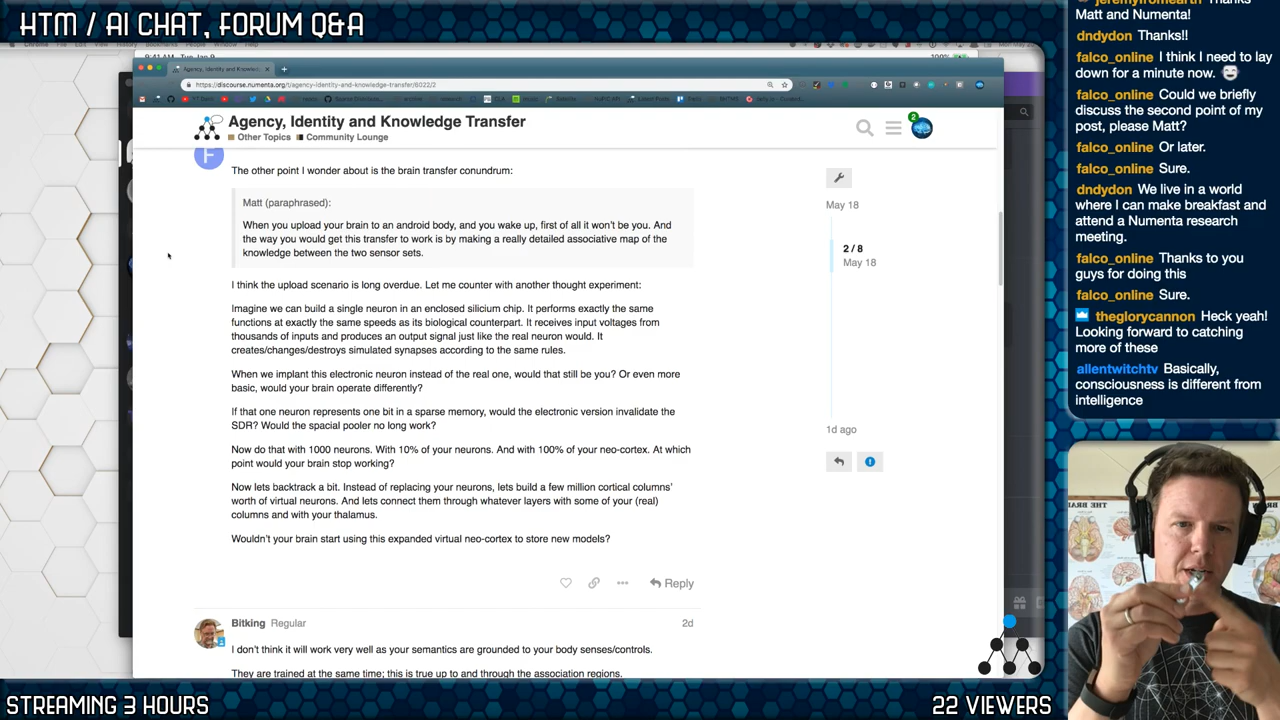 HTM / AI CHAT, FORUM Q&A
Agency, Identity and Knowledge
https://discourse.numenta.org/t/agency-identity-and-knowledge-transfer/6022/2
Agency, Identity and Knowledge Transfer
Other Topics Community Lounge
2
F
The other point I wonder about is the brain transfer conundrum:
Matt (paraphrased):
When you upload your brain to an android body, and you wake up, first of all it won't be you. And
the way you would get this transfer to work is by making a really detailed associative map of the
knowledge between the two sensor sets.
I think the upload scenario is long overdue. Let me counter with another thought experiment:
Imagine we can build a single neuron in an enclosed silicium chip. It performs exactly the same
functions at exactly the same speeds as its biological counterpart. It receives input voltages from
thousands of inputs and produces an output signal just like the real neuron would. It
creates/changes/destroys simulated synapses according to the same rules.
When we implant this electronic neuron instead of the real one, would that still be you? Or even more
basic, would your brain operate differently?
If that one neuron represents one bit in a sparse memory, would the electronic version invalidate the
SDR? Would the spacial pooler no long work?
Now do that with 1000 neurons. With 10% of your neurons. And with 100% of your neo-cortex. At which
point would your brain stop working?
Now lets backtrack a bit. Instead of replacing your neurons, lets build a few million cortical columns'
worth of virtual neurons. And lets connect them through whatever layers with some of your (real)
columns and with your thalamus.
Wouldn't your brain start using this expanded virtual neo-cortex to store new models?
Reply
Bitking Regular
2d
I don't think it will work very well as your semantics are grounded to your body senses/controls.
They are trained at the same time; this is true up to and through the association regions.
May 18
2 / 8
May 18
1d ago
jeremyfromearth Thanks
Matt and Numenta!
dndydon Thanks!!
falco_online I think I need to lay
down for a minute now.
falco_online Could we briefly
discuss the second point of my
post, please Matt?
falco_online Or later.
falco_online Sure.
dndydon We live in a world
where I can make breakfast and
attend a Numenta research
meeting.
falco_online Thanks to you
guys for doing this
falco_online Sure.
theglorycannon Heck yeah!
Looking forward to catching
more of these
allentwitchtv Basically,
consciousness is different from
intelligence
STREAMING 3 HOURS
22 VIEWERS